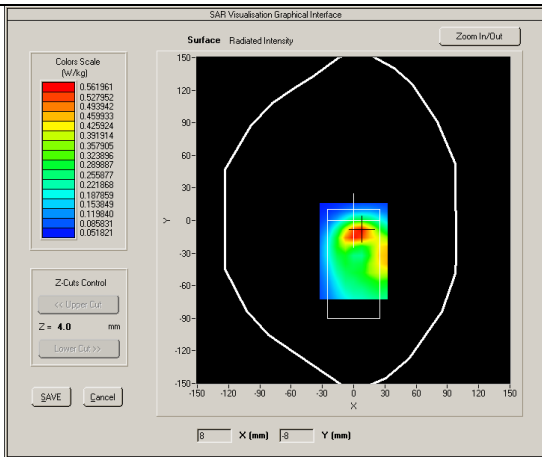 SAR Visualisation Graphical Interface
Surface Radiated Intensity
Zoom In/Out
Colors Scale
(W/kg)
0.561961
0.527952
0.493942
0.459933
0.425924
0.391914
0.357905
0.323896
0.289887
0.255877
0.221868
0.187859
0.153849
0.119840
0.085831
0.051821
150
120
90
60
30
0
-30
-60
-90
-120
-150
Y
-150 -120 -90 -60 -30 0 30 60 90 120 150
X
Z-Cuts Control
<< Upper Cut
Z = 4.0 mm
Lower Cut >>
SAVE Cancel
8 X (mm) -8 Y (mm)